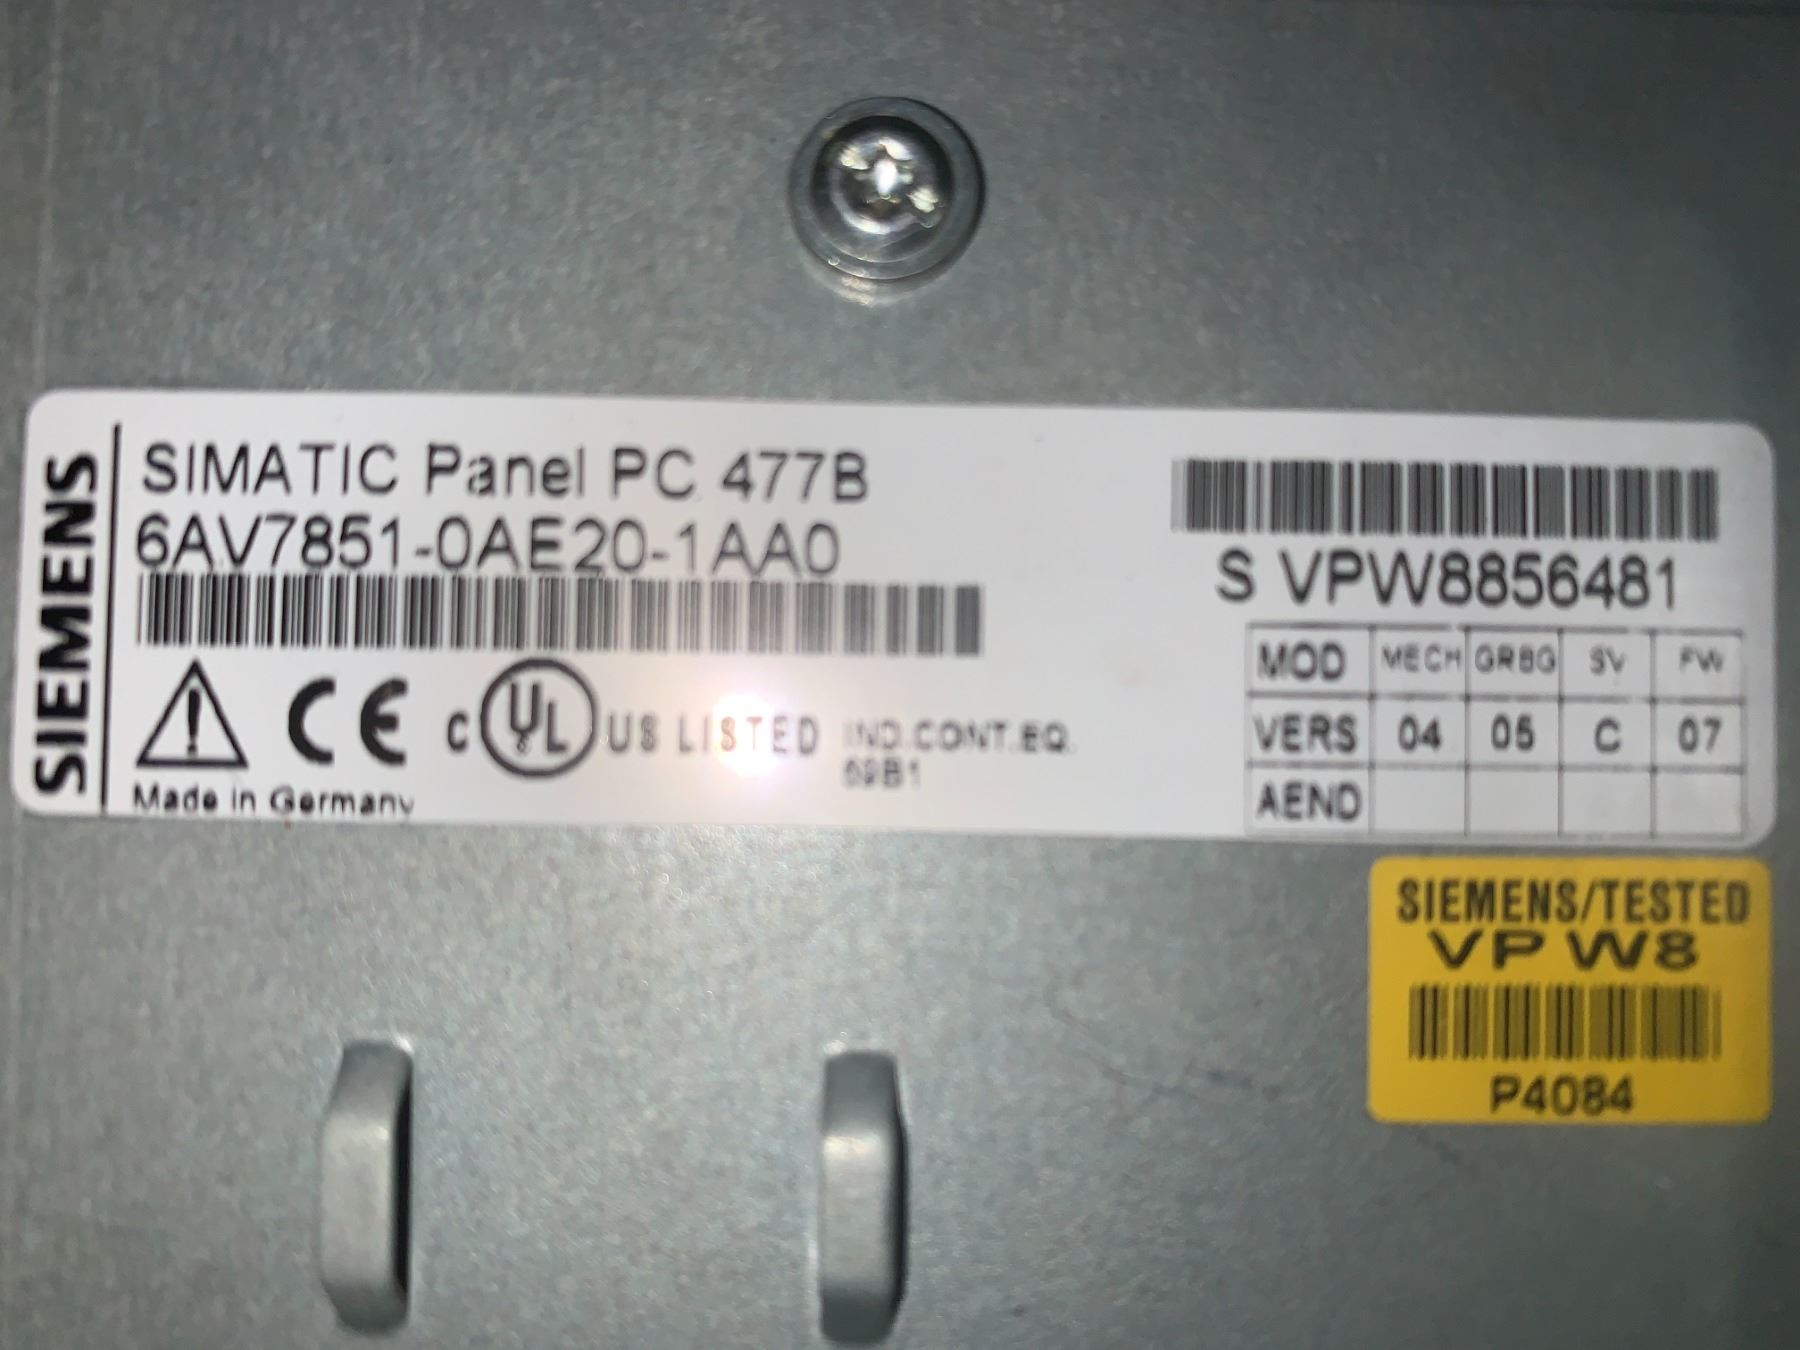 SIEMENS
SIMATIC Panel PC 477B
6AV7851-0AE20-1AA0
S VPW8856481
CE
C UL US LISTED IND.CONT.EQ.
69B1
Made in Germany
MOD MECH GRBG SV FW
VERS 04 05 C 07
AEND
SIEMENS/TESTED
VP W8
P4084